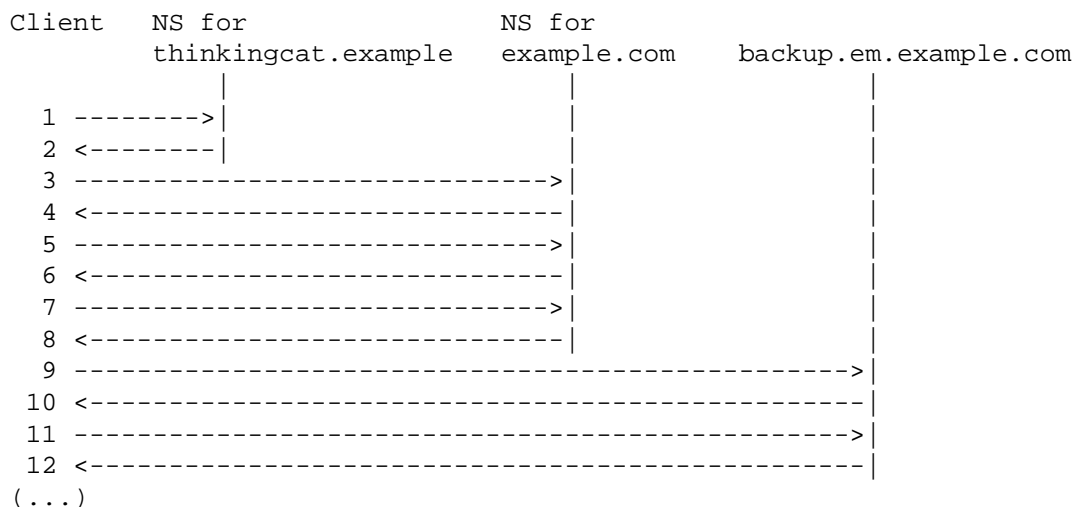 Client   NS for                NS for
         thinkingcat.example   example.com    backup.em.example.com
             |                     |                  |
  1 -------->|                     |                  |
  2 <--------|                     |                  |
  3 ------------------------------>|                  |
  4 <------------------------------|                  |
  5 ------------------------------>|                  |
  6 <------------------------------|                  |
  7 ------------------------------>|                  |
  8 <------------------------------|                  |
  9 ------------------------------------------------->|
 10 <-------------------------------------------------|
 11 ------------------------------------------------->|
 12 <-------------------------------------------------|
(...)